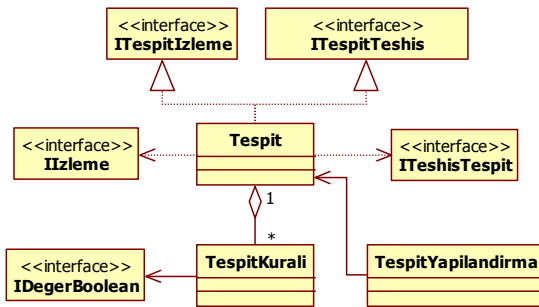 <<interface>>
ITespitIzleme
<<interface>>
ITespitTeshis
<<interface>>
IIzleme
Tespit
<<interface>>
ITeshisTespit
1
*
<<interface>>
IDegerBoolean
TespitKurali
TespitYapilandirma